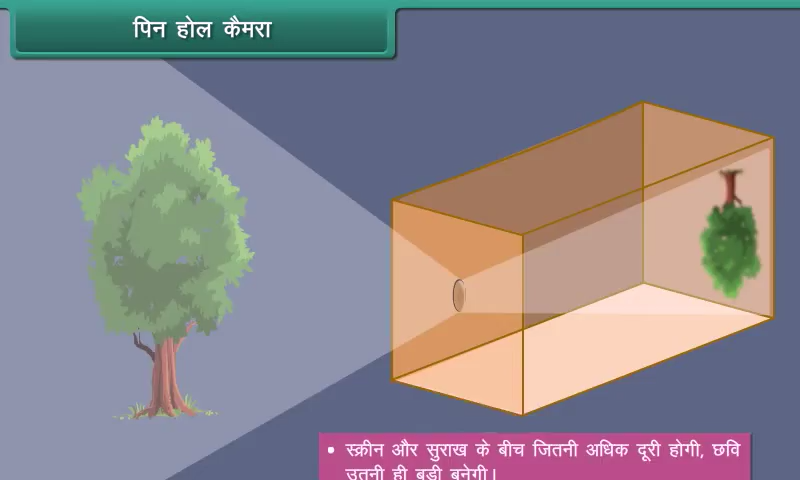 पिन होल कैमरा
• स्क्रीन और सुराख के बीच जितनी अधिक दूरी होगी, छवि
उतनी ही बड़ी बनेगी।